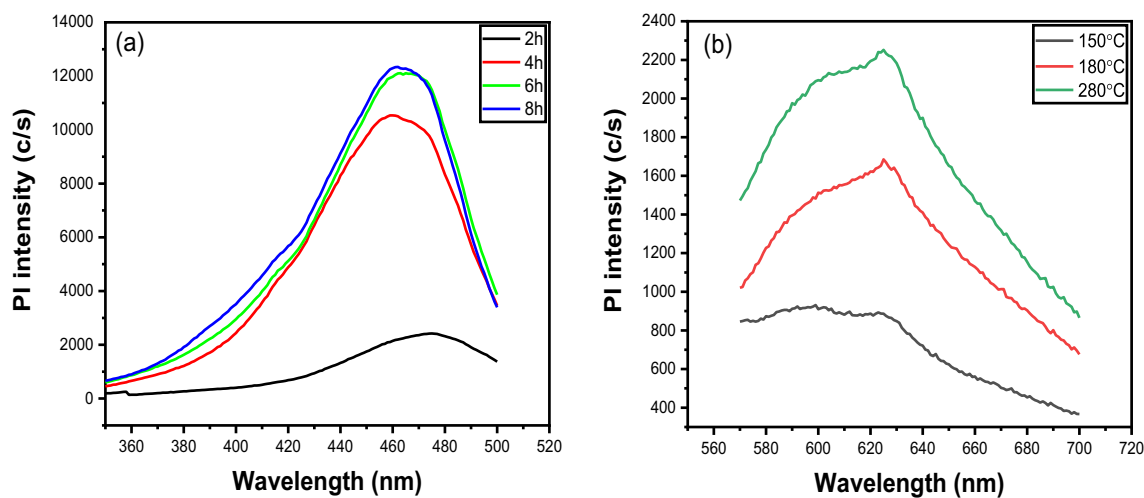 (a)
2h
4h
6h
8h
14000
12000
10000
8000
6000
4000
2000
0
360 380 400 420 440 460 480 500 520
Wavelength (nm)
PI intensity (c/s)
(b)
150°C
180°C
280°C
2400
2200
2000
1800
1600
1400
1200
1000
800
600
400
560 580 600 620 640 660 680 700 720
Wavelength (nm)
PI intensity (c/s)